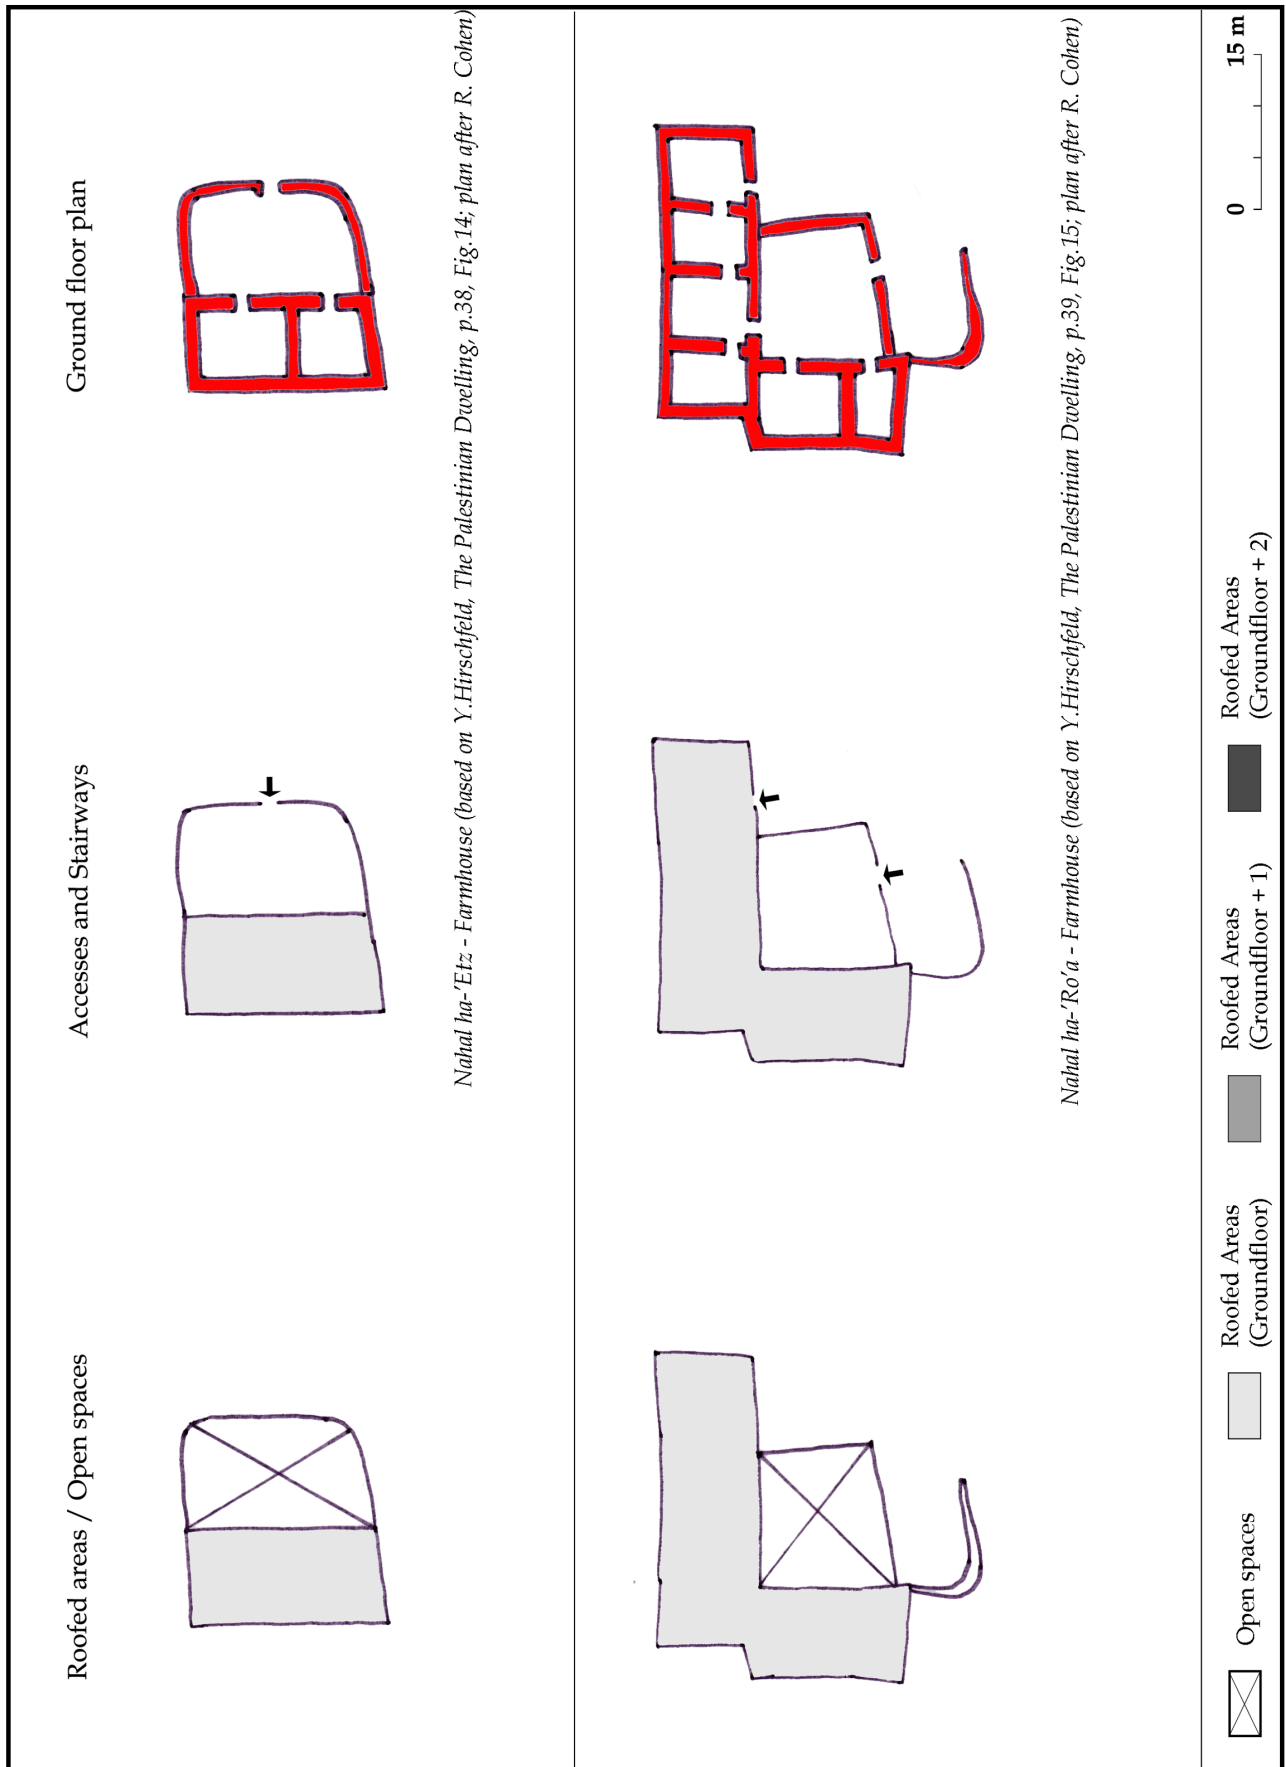 Roofed areas / Open spaces
Accesses and Stairways
Ground floor plan
Nahal ha-'Etz - Farmhouse (based on Y.Hirschfeld, The Palestinian Dwelling, p.38, Fig.14; plan after R. Cohen)
Nahal ha-'Ro'a - Farmhouse (based on Y.Hirschfeld, The Palestinian Dwelling, p.39, Fig.15; plan after R. Cohen)
Open spaces
Roofed Areas
(Groundfloor)
Roofed Areas
(Groundfloor + 1)
Roofed Areas
(Groundfloor + 2)
0
15 m